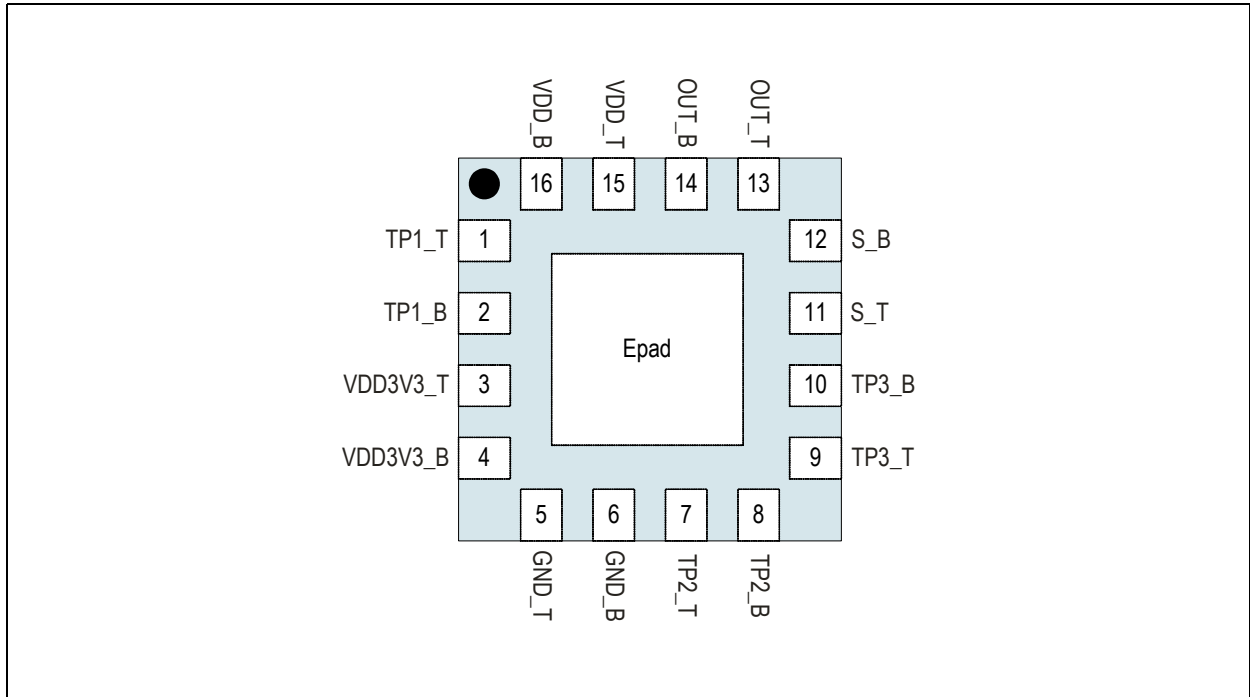 VDD_B
VDD_T
OUT_B
OUT_T
16 15 14 13
TP1_T 1
12 S_B
TP1_B 2
11 S_T
Epad
VDD3V3_T 3
10 TP3_B
VDD3V3_B 4
9 TP3_T
5 6 7 8
GND_T
GND_B
TP2_T
TP2_B